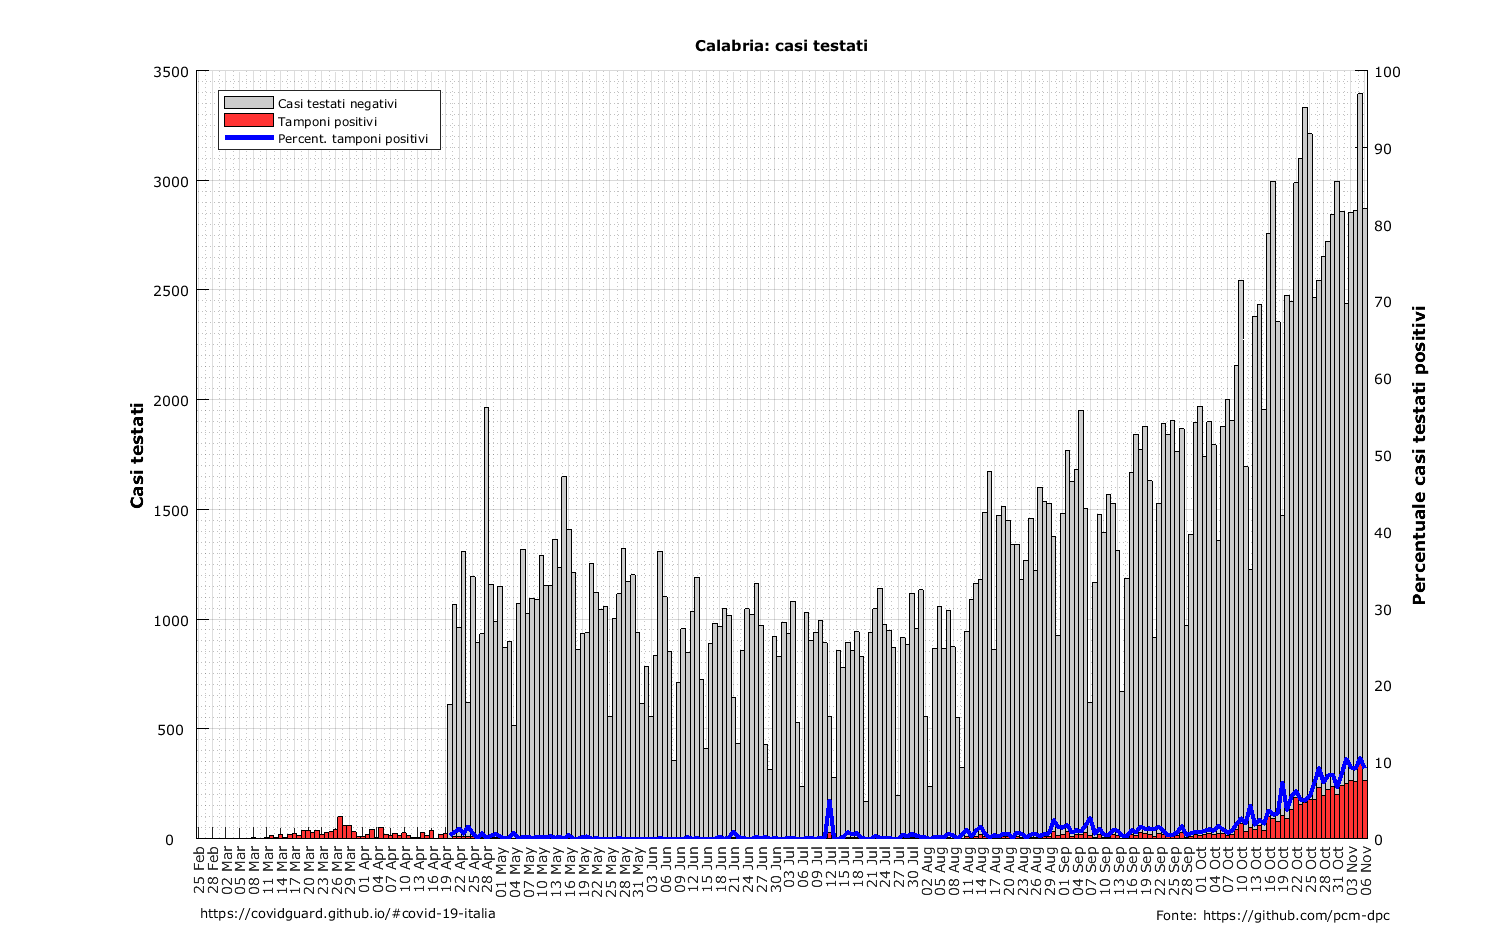 Calabria: casi testati
3500
3000
2500
2000
1500
1000
500
0
Casi testati
Casi testati negativi
Tamponi positivi
Percent. tamponi positivi
100
90
80
70
60
50
40
30
20
10
0
Percentuale casi testati positivi
25 Feb
28 Feb
02 Mar
05 Mar
08 Mar
11 Mar
14 Mar
17 Mar
20 Mar
23 Mar
26 Mar
29 Mar
01 Apr
04 Apr
07 Apr
10 Apr
13 Apr
16 Apr
19 Apr
22 Apr
25 Apr
28 Apr
01 May
04 May
07 May
10 May
13 May
16 May
19 May
22 May
25 May
28 May
31 May
03 Jun
06 Jun
09 Jun
12 Jun
15 Jun
18 Jun
21 Jun
24 Jun
27 Jun
30 Jun
03 Jul
06 Jul
09 Jul
12 Jul
15 Jul
18 Jul
21 Jul
24 Jul
27 Jul
30 Jul
02 Aug
05 Aug
08 Aug
11 Aug
14 Aug
17 Aug
20 Aug
23 Aug
26 Aug
29 Aug
01 Sep
04 Sep
07 Sep
10 Sep
13 Sep
16 Sep
19 Sep
22 Sep
25 Sep
28 Sep
01 Oct
04 Oct
07 Oct
10 Oct
13 Oct
16 Oct
19 Oct
22 Oct
25 Oct
28 Oct
31 Oct
03 Nov
06 Nov
https://covidguard.github.io/#covid-19-italia
Fonte: https://github.com/pcm-dpc